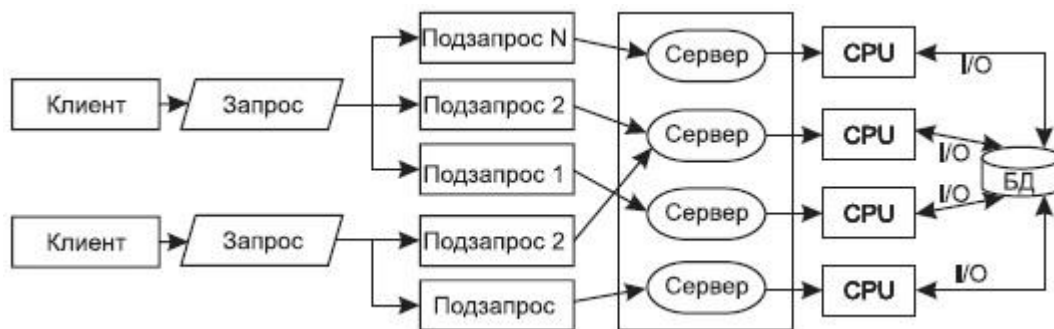 Подзапрос N
Сервер
CPU
I/O
Клиент
Запрос
Подзапрос 2
Сервер
CPU
I/O
Подзапрос 1
Сервер
CPU
I/O
БД
Клиент
Запрос
Подзапрос 2
Подзапрос
Сервер
CPU
I/O